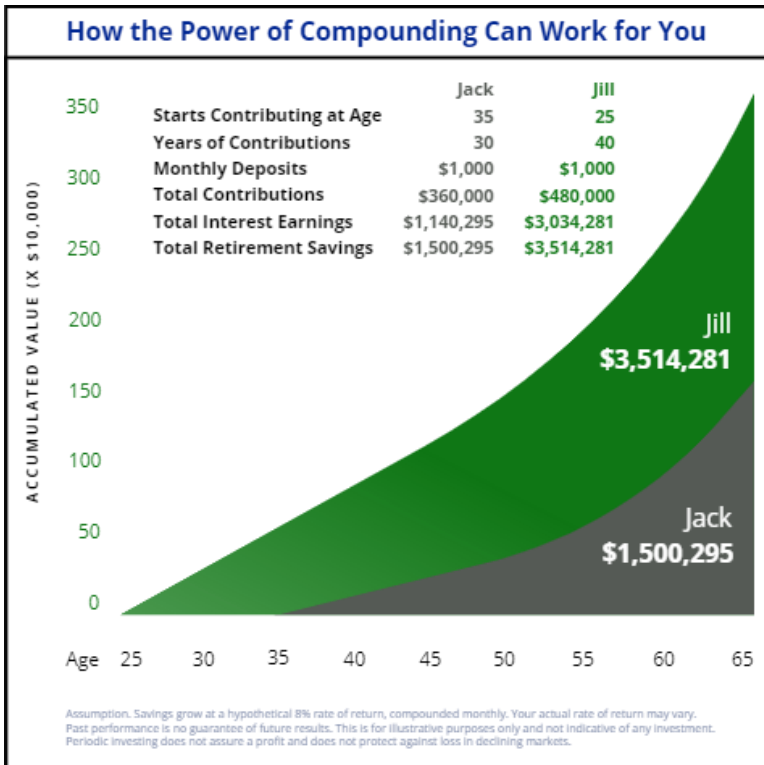 How the Power of Compounding Can Work for You
Jack Jill
Starts Contributing at Age 35 25
Years of Contributions 30 40
Monthly Deposits $1,000 $1,000
Total Contributions $360,000 $480,000
Total Interest Earnings $1,140,295 $3,034,281
Total Retirement Savings $1,500,295 $3,514,281
ACCUMULATED VALUE (X $10,000)
350
300
250
200
150
100
50
0
Jill
$3,514,281
Jack
$1,500,295
Age 25 30 35 40 45 50 55 60 65
Assumption. Savings grow at a hypothetical 8% rate of return, compounded monthly. Your actual rate of return may vary.
Past performance is no guarantee of future results. This is for illustrative purposes only and not indicative of any investment.
Periodic investing does not assure a profit and does not protect against loss in declining markets.